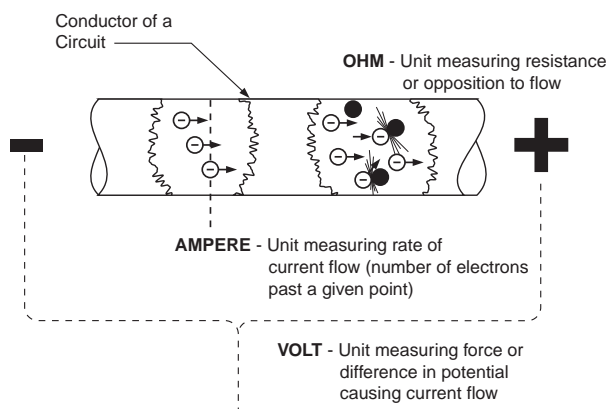 Conductor of a
Circuit
OHM - Unit measuring resistance
or opposition to flow
AMPERE - Unit measuring rate of
current flow (number of electrons
past a given point)
VOLT - Unit measuring force or
difference in potential
causing current flow